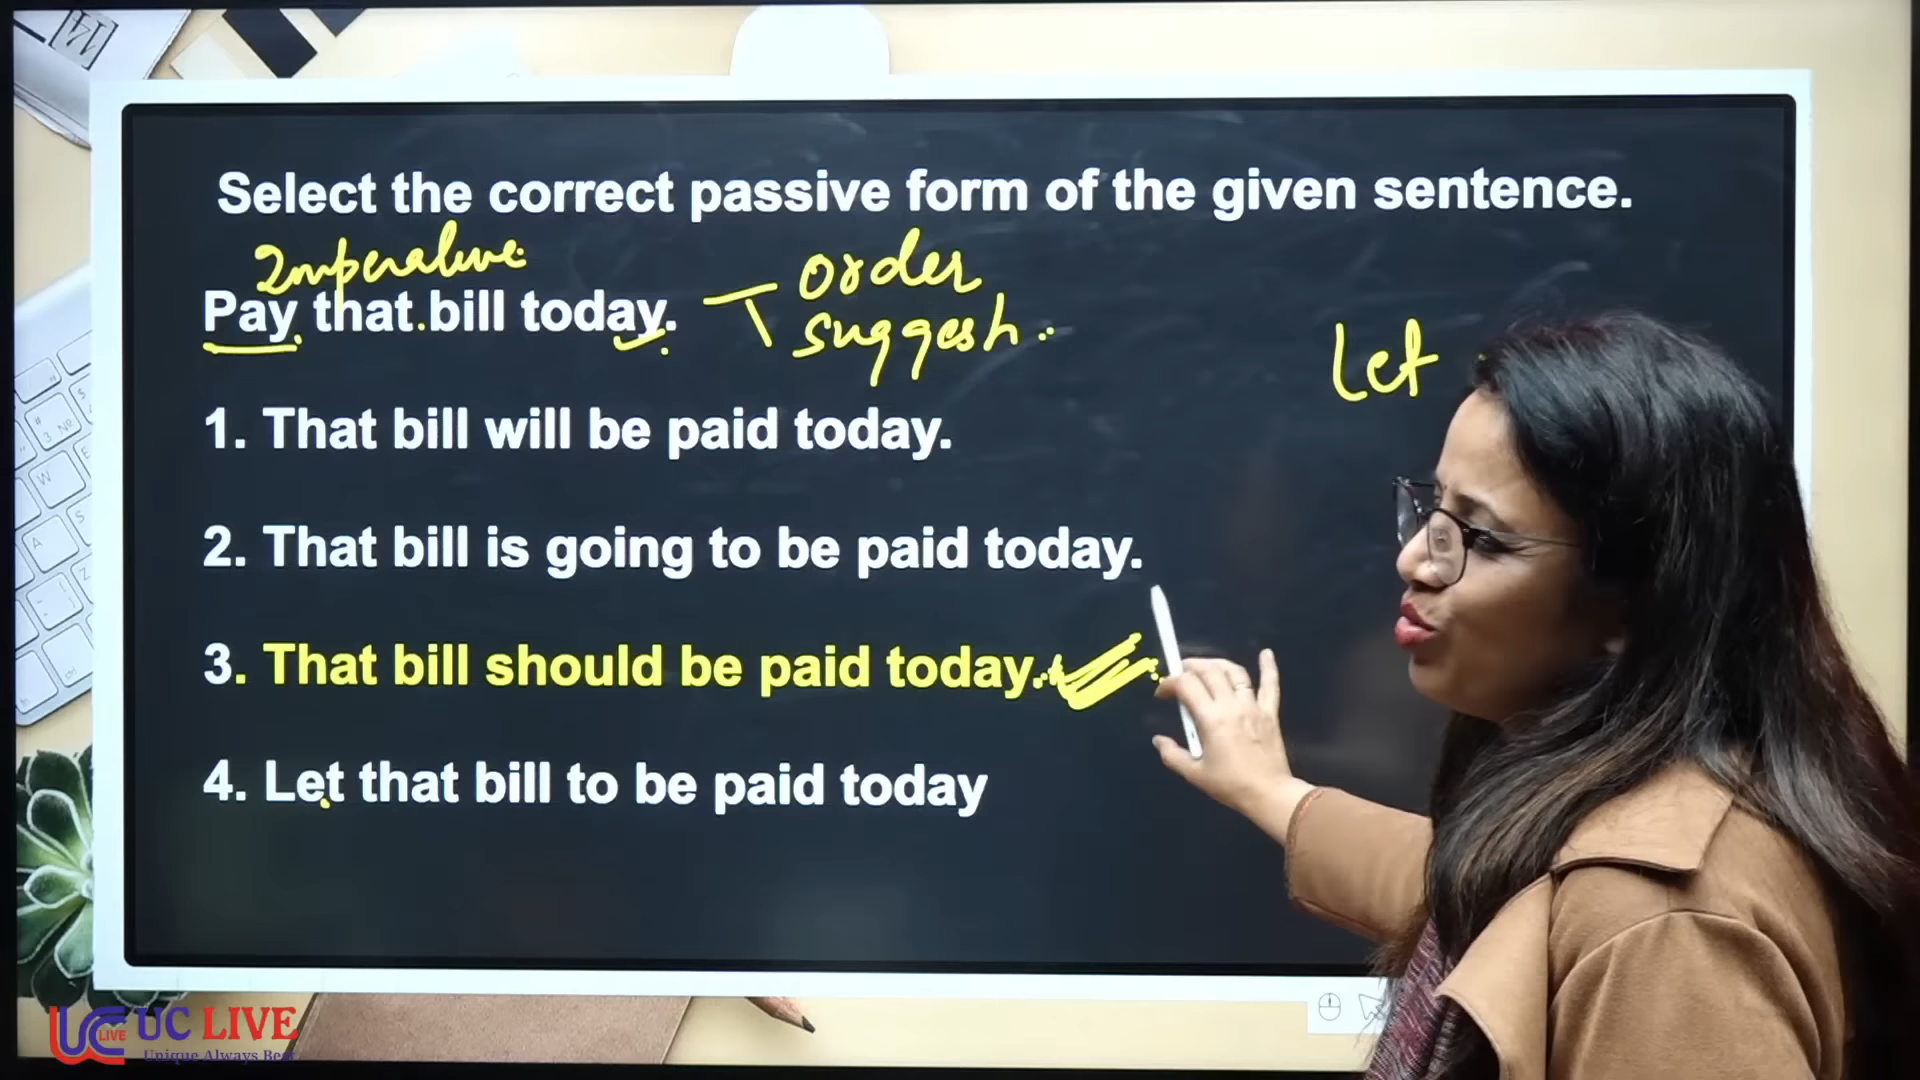 Select the correct passive form of the given sentence.
Imperative
Pay that bill today.
order
suggest
Let
1. That bill will be paid today.
2. That bill is going to be paid today.
3. That bill should be paid today.
4. Let that bill to be paid today
UC LIVE
LIVE
Unique Always Best